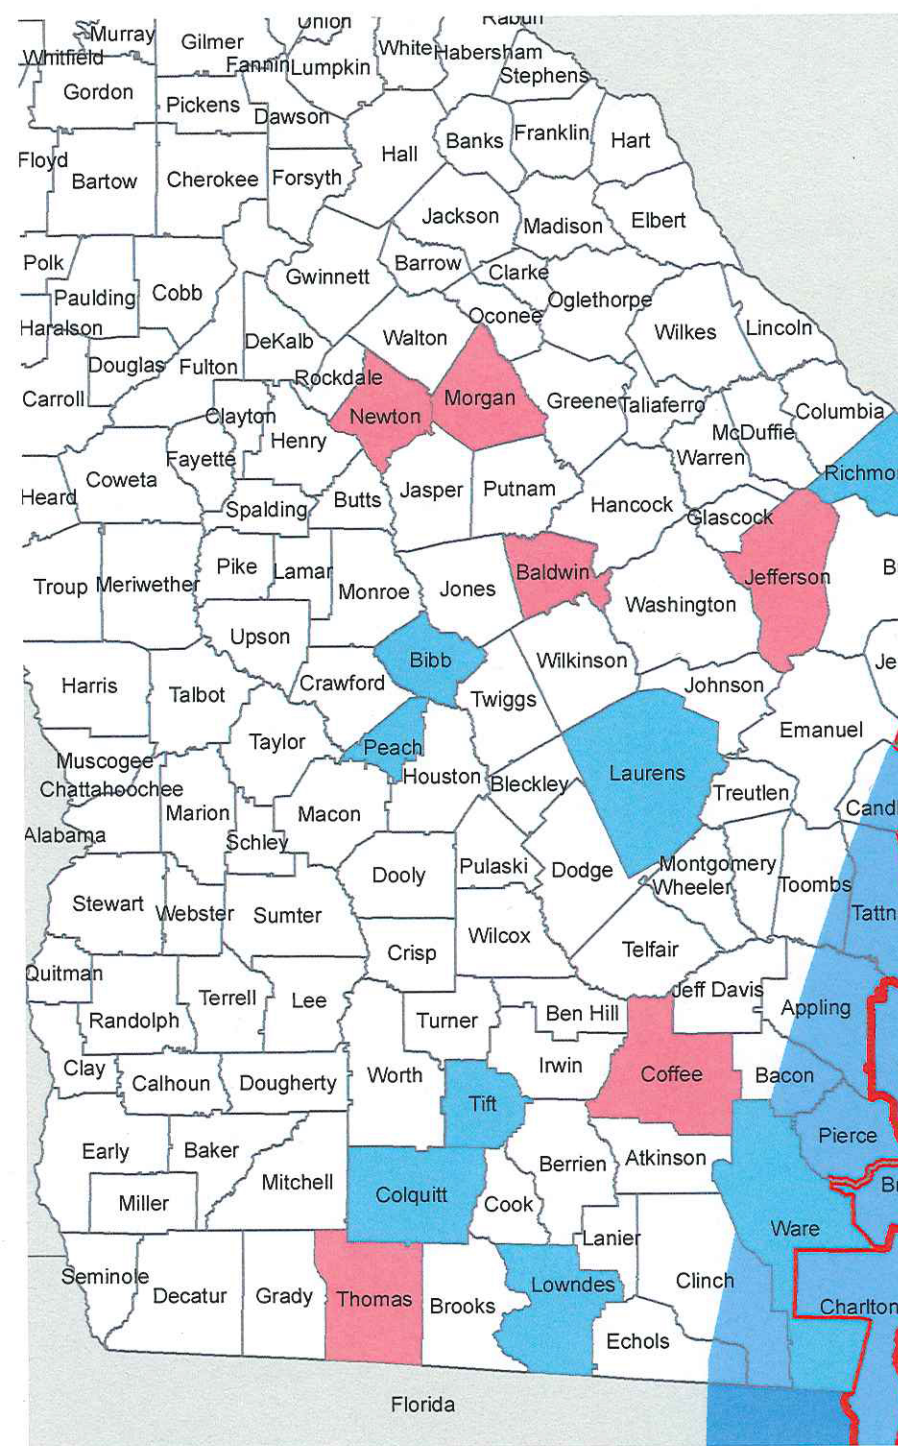 Union
Rabun
Murray
Gilmer
White
Habersham
Whitfield
Fannin
Lumpkin
Stephens
Gordon
Pickens
Dawson
Banks
Franklin
Hart
Hall
Floyd
Bartow
Cherokee
Forsyth
Jackson
Madison
Elbert
Polk
Gwinnett
Barrow
Clarke
Paulding
Cobb
Oglethorpe
Haralson
DeKalb
Walton
Oconee
Wilkes
Lincoln
Douglas
Fulton
Rockdale
Carroll
Newton
Morgan
Greene
Taliaferro
Columbia
Clayton
Henry
McDuffie
Fayette
Warren
Coweta
Richmo
Heard
Spalding
Butts
Jasper
Putnam
Hancock
Glascock
Troup
Meriwether
Pike
Lamar
Monroe
Jones
Baldwin
Jefferson
B
Washington
Upson
Bibb
Wilkinson
Je
Harris
Talbot
Crawford
Twiggs
Johnson
Emanuel
Taylor
Peach
Houston
Laurens
Muscogee
Bleckley
Treutlen
Chattahoochee
Marion
Macon
Cand
Alabama
Schley
Pulaski
Dodge
Montgomery
Dooly
Wheeler
Toombs
Stewart
Webster
Sumter
Tattn
Wilcox
Crisp
Telfair
Quitman
Terrell
Lee
Jeff Davis
Randolph
Turner
Ben Hill
Appling
Clay
Calhoun
Dougherty
Worth
Irwin
Coffee
Bacon
Tift
Pierce
Early
Baker
Berrien
Atkinson
Mitchell
Colquitt
B
Miller
Cook
Ware
Lanier
Seminole
Decatur
Grady
Thomas
Brooks
Lowndes
Clinch
Charlton
Echols
Florida